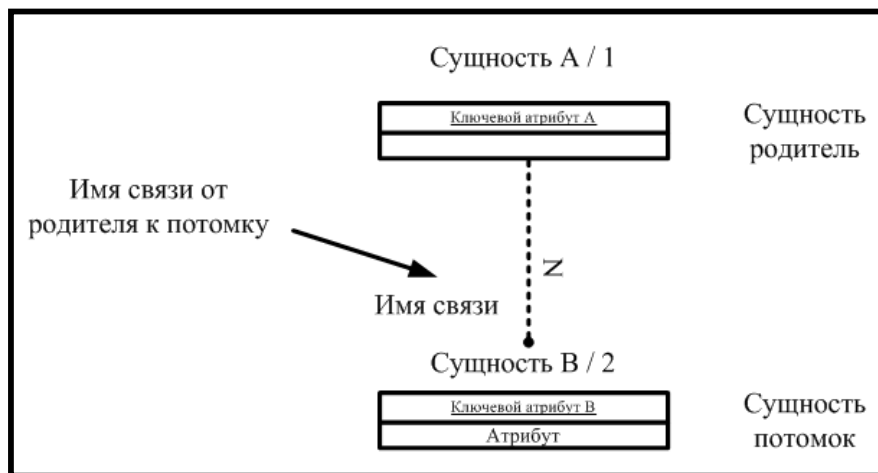 Сущность А / 1
Ключевой атрибут А
Сущность
родитель
Имя связи от
родителя к потомку
N
Имя связи
Сущность В / 2
Ключевой атрибут В
Атрибут
Сущность
потомок